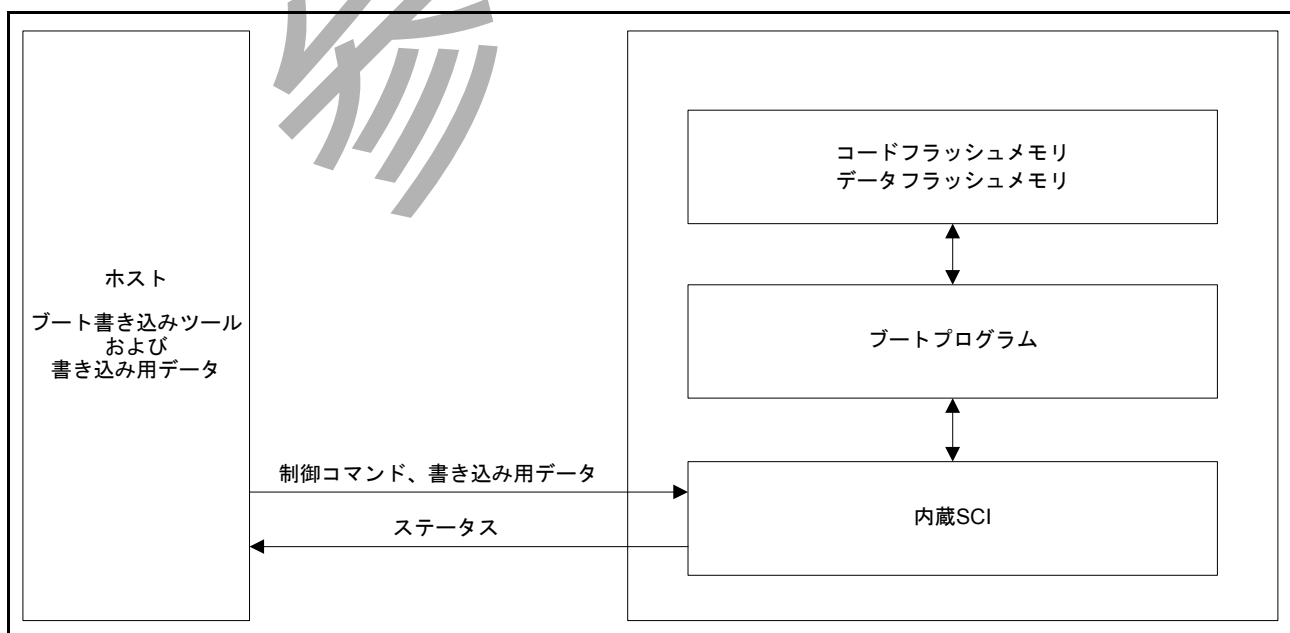 ホスト
ブート書き込みツール
および
書き込み用データ
制御コマンド、書き込み用データ
ステータス
コードフラッシュメモリ
データフラッシュメモリ
ブートプログラム
内蔵SCI